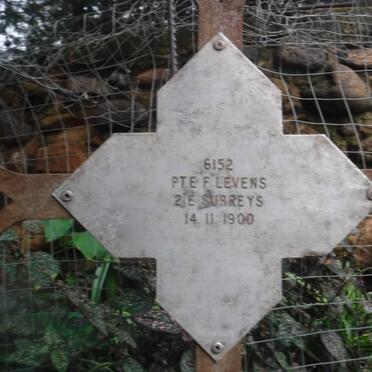 6152
PTE F LEVENS
2 E SURREYS
14 11 1900